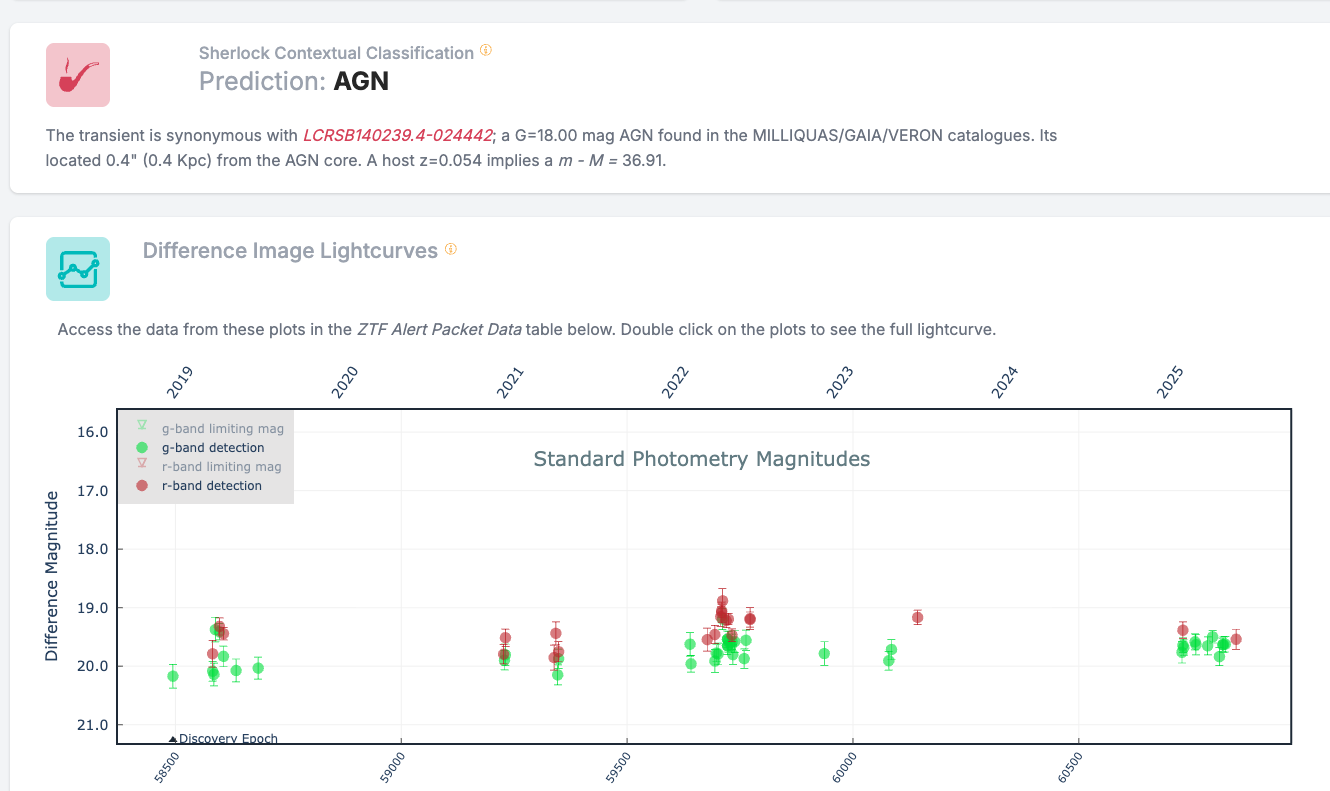 Sherlock Contextual Classification
Prediction: AGN
The transient is synonymous with LCRSB140239.4-024442; a G=18.00 mag AGN found in the MILLIQUAS/GAIA/VERON catalogues. Its
located 0.4" (0.4 Kpc) from the AGN core. A host z=0.054 implies a m - M = 36.91.
Difference Image Lightcurves
Access the data from these plots in the ZTF Alert Packet Data table below. Double click on the plots to see the full lightcurve.
2019 2020 2021 2022 2023 2024 2025
g-band limiting mag
g-band detection
r-band limiting mag
r-band detection
Standard Photometry Magnitudes
Difference Magnitude
16.0
17.0
18.0
19.0
20.0
21.0
Discovery Epoch
58500 59000 59500 60000 60500